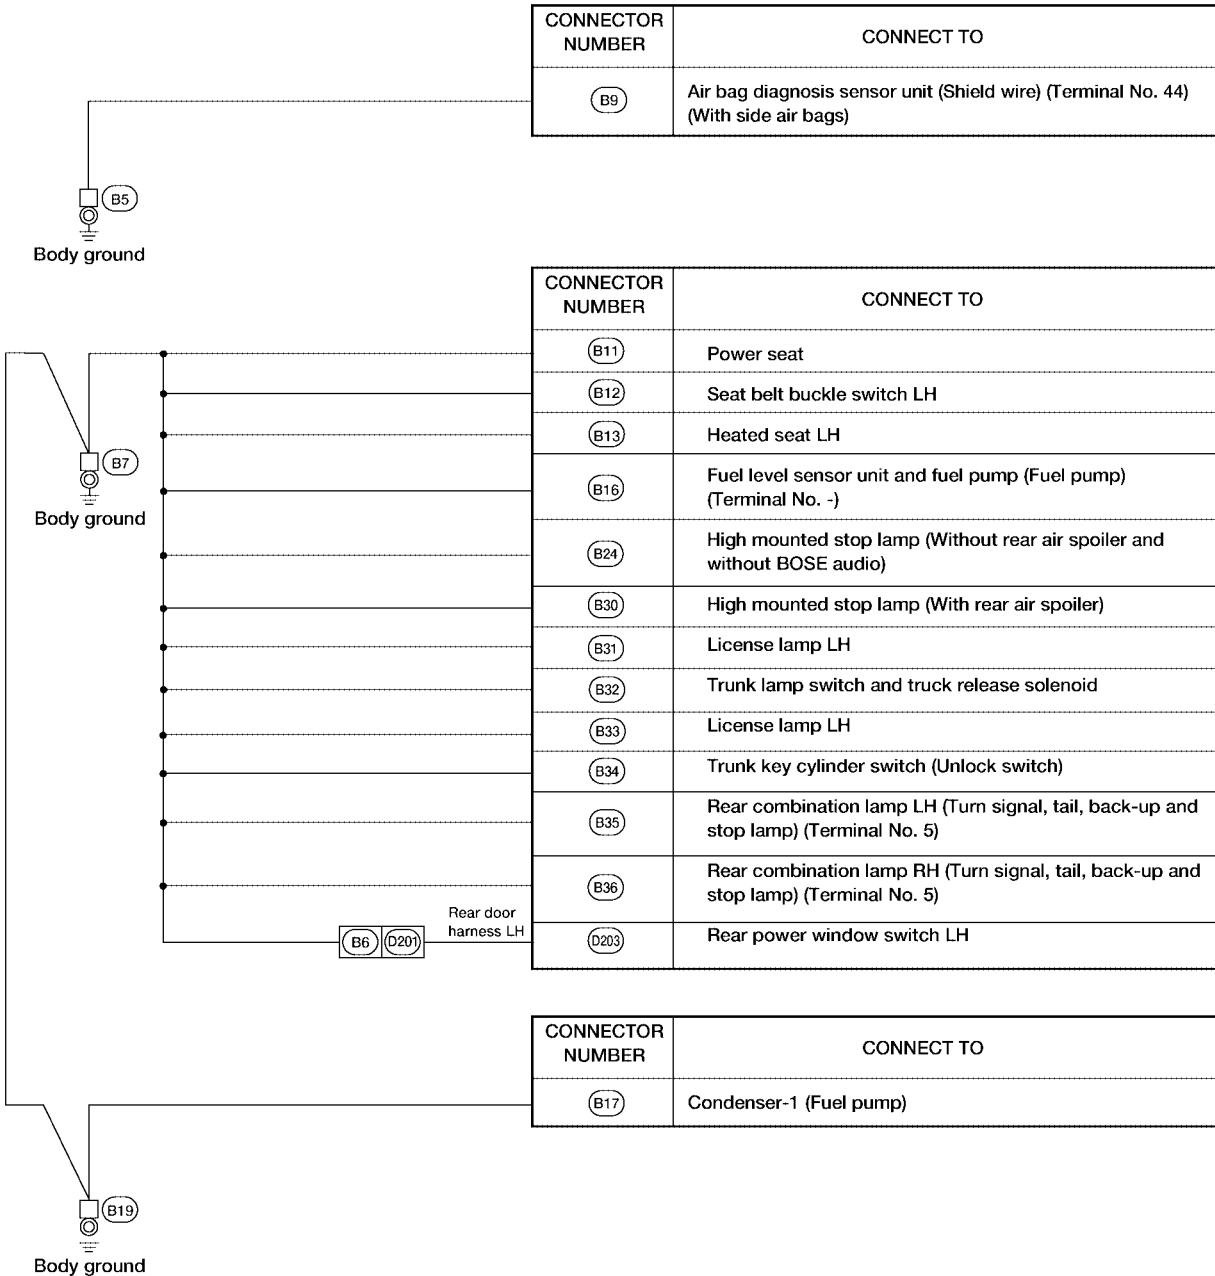 CONNECTOR
NUMBER
CONNECT TO
B9
Air bag diagnosis sensor unit (Shield wire) (Terminal No. 44)
(With side air bags)
B5
Body ground
CONNECTOR
NUMBER
CONNECT TO
B11
Power seat
B12
Seat belt buckle switch LH
B13
Heated seat LH
B7
Body ground
B16
Fuel level sensor unit and fuel pump (Fuel pump)
(Terminal No. -)
B24
High mounted stop lamp (Without rear air spoiler and
without BOSE audio)
B30
High mounted stop lamp (With rear air spoiler)
B31
License lamp LH
B32
Trunk lamp switch and truck release solenoid
B33
License lamp LH
B34
Trunk key cylinder switch (Unlock switch)
B35
Rear combination lamp LH (Turn signal, tail, back-up and
stop lamp) (Terminal No. 5)
B36
Rear combination lamp RH (Turn signal, tail, back-up and
stop lamp) (Terminal No. 5)
B6 D201
Rear door
harness LH
D203
Rear power window switch LH
CONNECTOR
NUMBER
CONNECT TO
B17
Condenser-1 (Fuel pump)
B19
Body ground